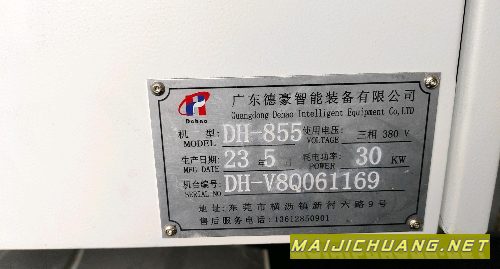 广东德豪智能装备有限公司
Guangdong Dehao Intelligent Equipment Co,LTD
Dehao
机 型: DH-855 使用电压: 三相 380 V
MODEL VOLTAGE
生产日期: 23 年 5 耗电功率: 30 KW
MFG DATE POWER
机台编号: DH-V8Q061169
SERIAL NO
地址:东莞市横沥镇新村六路9号
售后服务电话:13612850901
MAIJICHUANG.NET